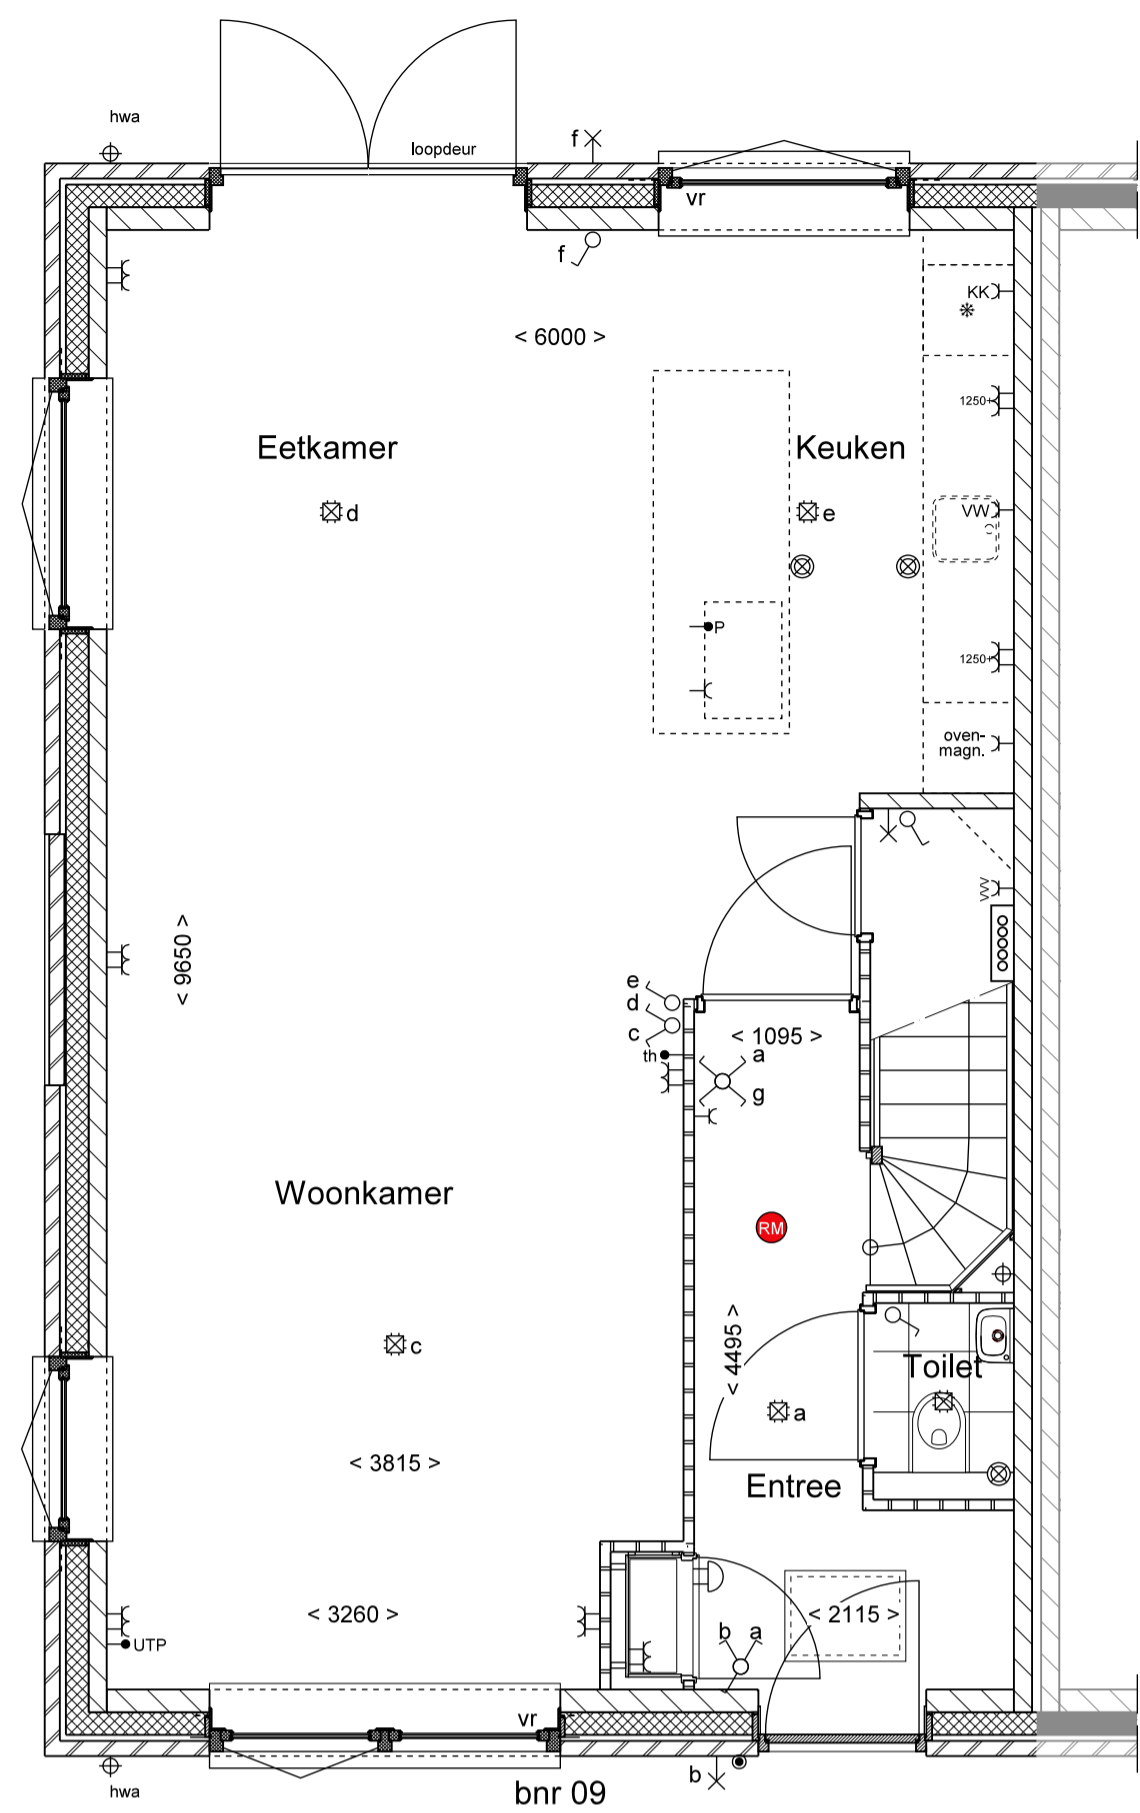 hwa
loopdeur
f
vr
f
KK
< 6000 >
1250+
Eetkamer
Keuken
d
e
VW
P
1250+
oven-
magn.
< 9650 >
W
e
d
c
th
< 1095 >
a
g
Woonkamer
RM
c
< 4495 >
Toilet
a
< 3815 >
Entree
< 3260 >
< 2115 >
b a
UTP
vr
b
hwa
bnr 09